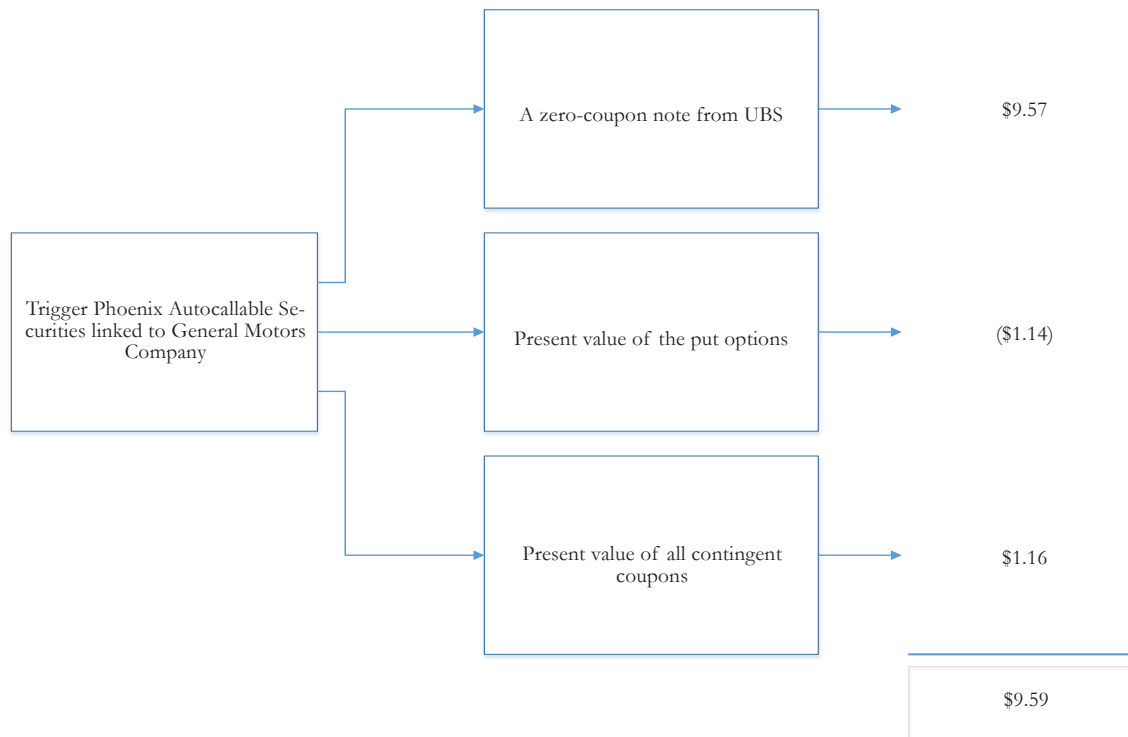 A zero-coupon note from UBS
$9.57
Trigger Phoenix Autocallable Se-
curities linked to General Motors
Company
Present value of the put options
($1.14)
Present value of all contingent
coupons
$1.16
$9.59